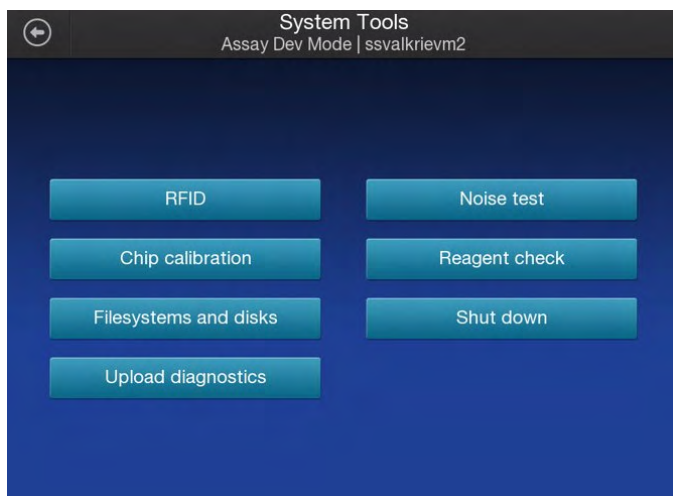 System Tools
Assay Dev Mode | ssvalkrievm2
RFID
Noise test
Chip calibration
Reagent check
Filesystems and disks
Shut down
Upload diagnostics